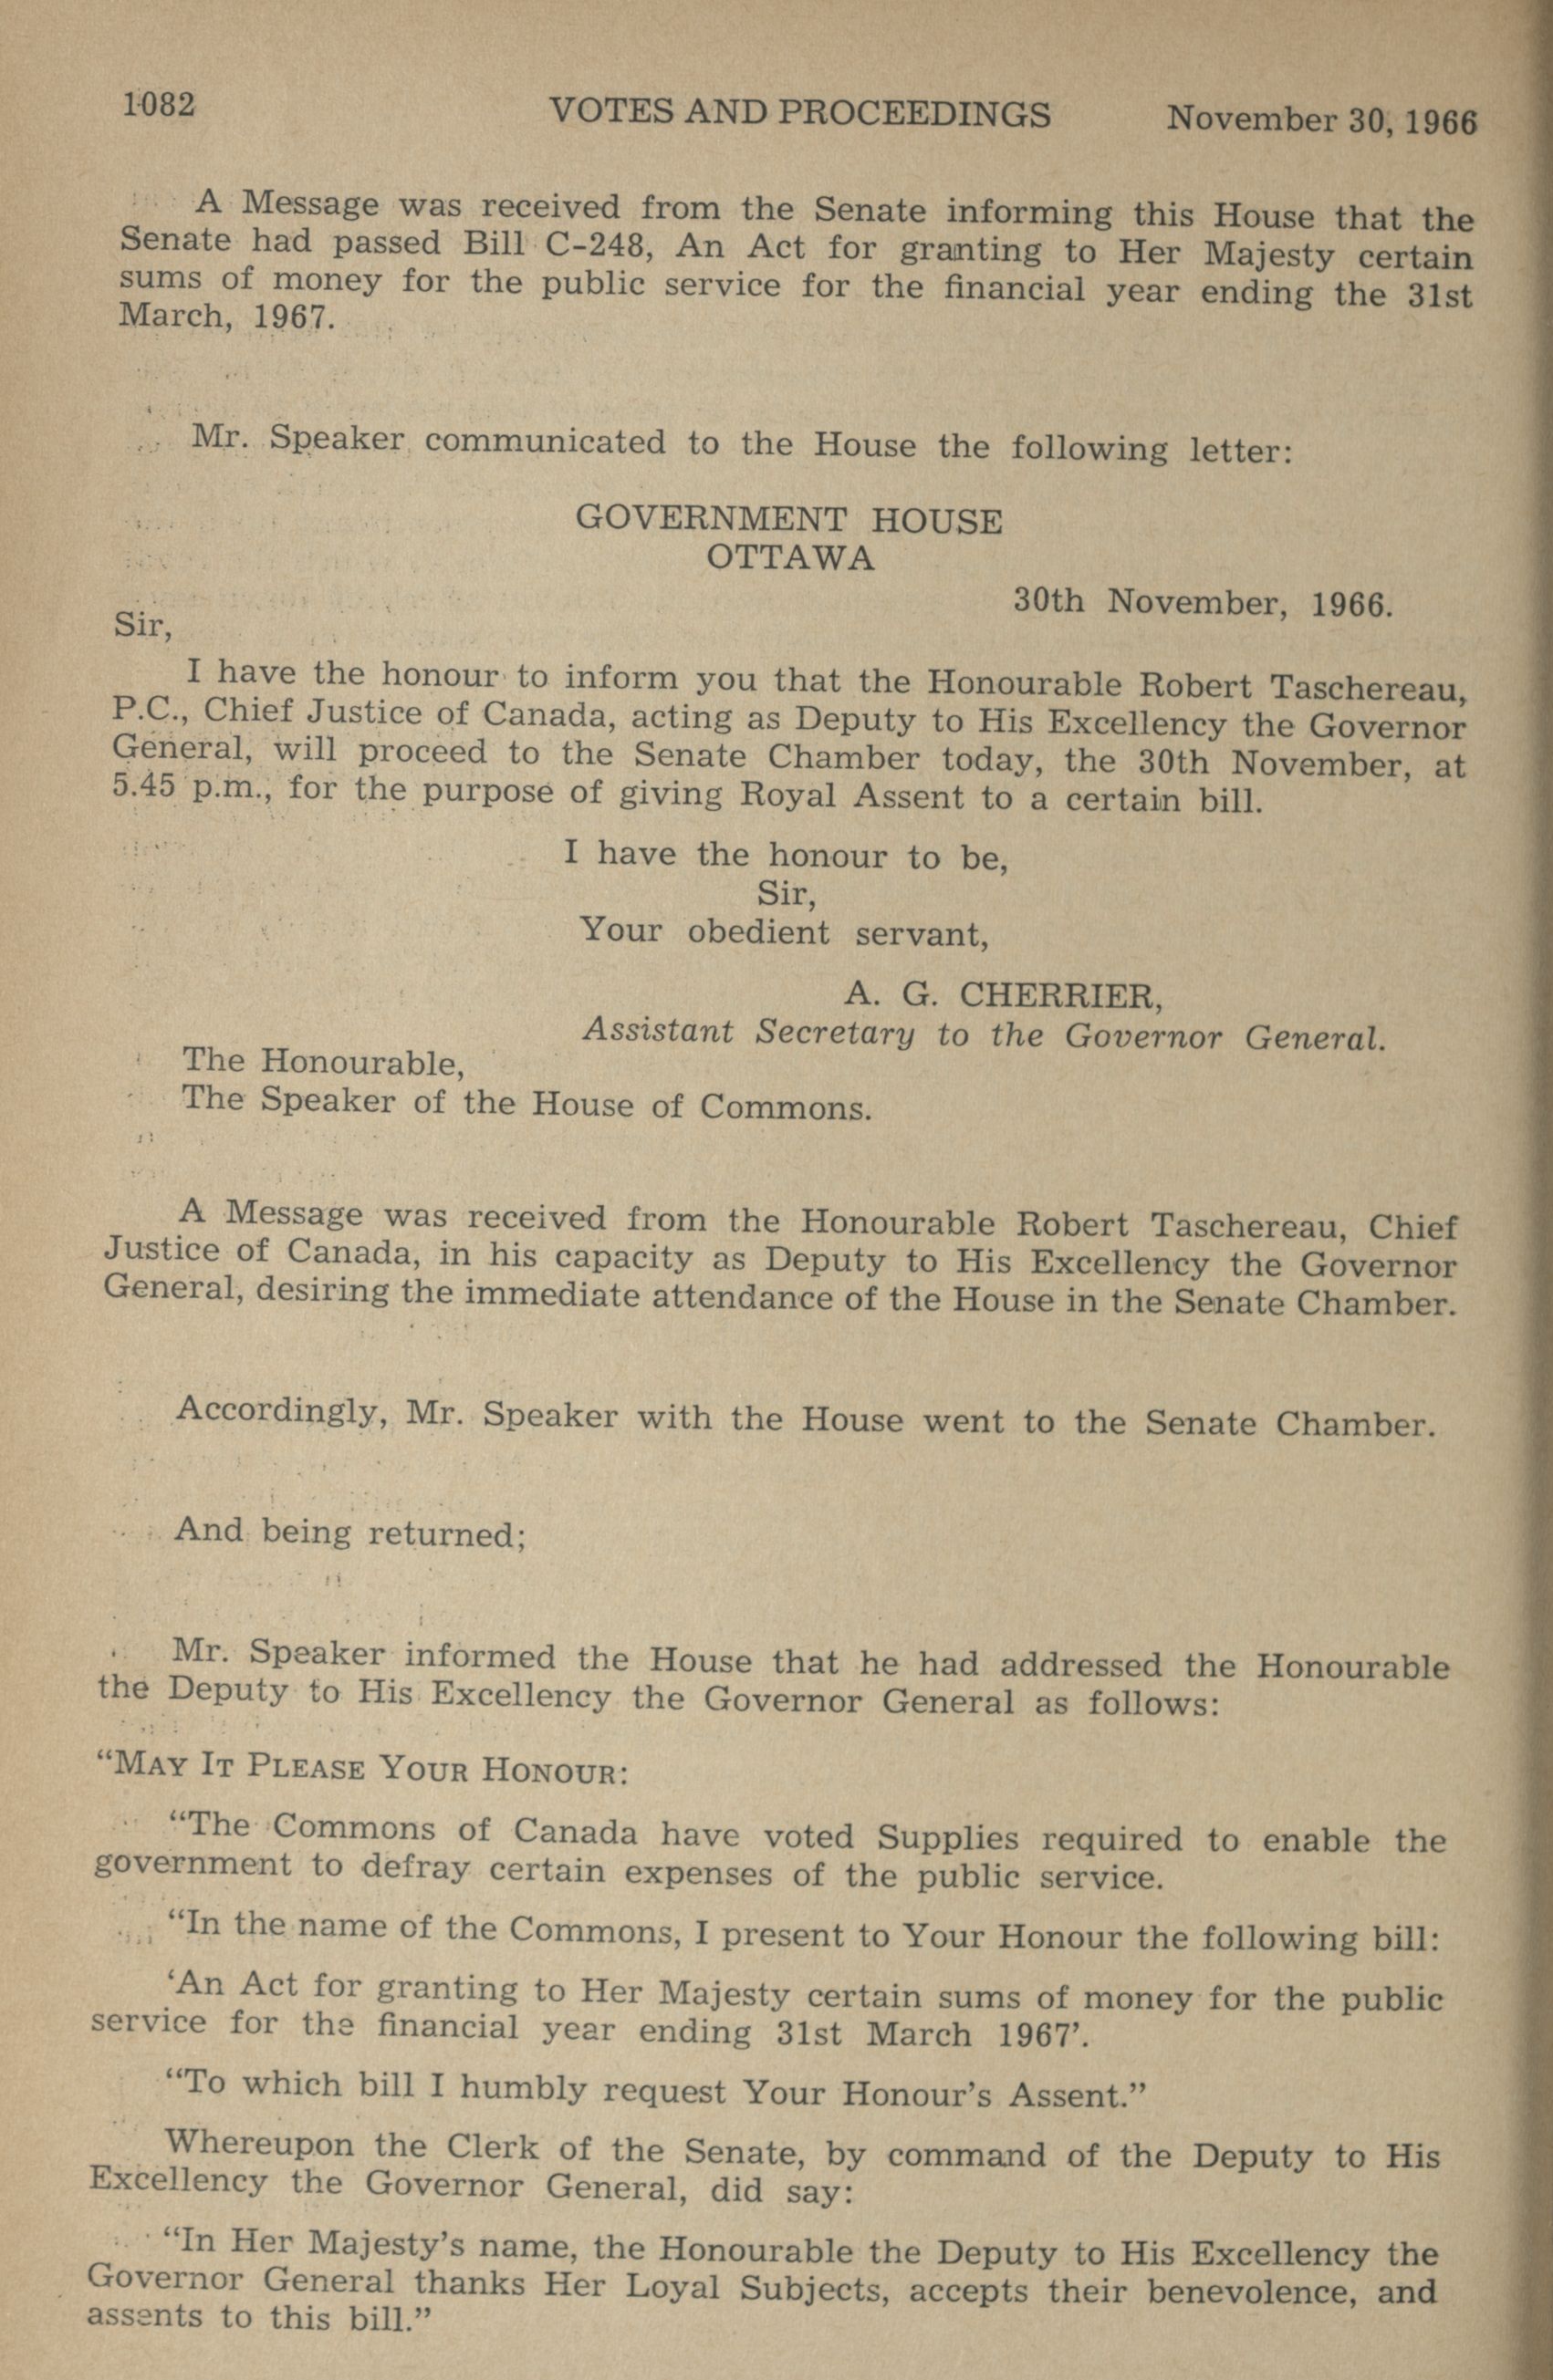 1082 VOTES AND PROCEEDINGS November 30, 1966
A Message was received from the Senate informing this House that the
Senate had passed Bill C-248, An Act for granting to Her Majesty certain
sums of money for the public service for the financial year ending the 31st
March, 1967.
Mr. Speaker communicated to the House the following letter:
GOVERNMENT HOUSE
OTTAWA
30th November, 1966.
Sir,
I have the honour to inform you that the Honourable Robert Taschereau,
P.C., Chief Justice of Canada, acting as Deputy to His Excellency the Governor
General, will proceed to the Senate Chamber today, the 30th November, at
5.45 p.m., for the purpose of giving Royal Assent to a certain bill.
I have the honour to be,
Sir,
Your obedient servant,
A. G. CHERRIER,
Assistant Secretary to the Governor General.
The Honourable,
The Speaker of the House of Commons.
A Message was received from the Honourable Robert Taschereau, Chief
Justice of Canada, in his capacity as Deputy to His Excellency the Governor
General, desiring the immediate attendance of the House in the Senate Chamber.
Accordingly, Mr. Speaker with the House went to the Senate Chamber.
And being returned;
Mr. Speaker informed the House that he had addressed the Honourable
the Deputy to His Excellency the Governor General as follows:
“MAY IT PLEASE YOUR HONOUR:
“The Commons of Canada have voted Supplies required to enable the
government to defray certain expenses of the public service.
“In the name of the Commons, I present to Your Honour the following bill:
‘An Act for granting to Her Majesty certain sums of money for the public
service for the financial year ending 31st March 1967’.
“To which bill I humbly request Your Honour’s Assent.”
Whereupon the Clerk of the Senate, by command of the Deputy to His
Excellency the Governor General, did say:
“In Her Majesty’s name, the Honourable the Deputy to His Excellency the
Governor General thanks Her Loyal Subjects, accepts their benevolence, and
assents to this bill.”